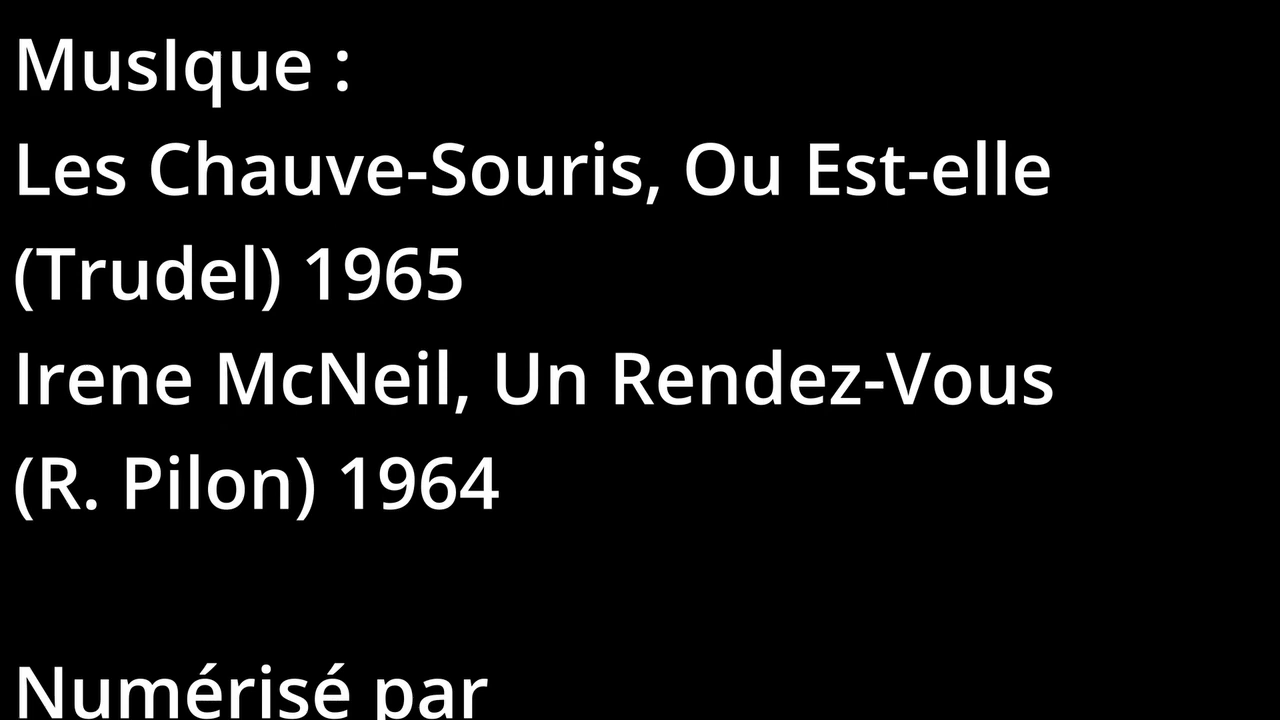 MusIque :
Les Chauve-Souris, Ou Est-elle
(Trudel) 1965
Irene McNeil, Un Rendez-Vous
(R. Pilon) 1964
Numérisé par